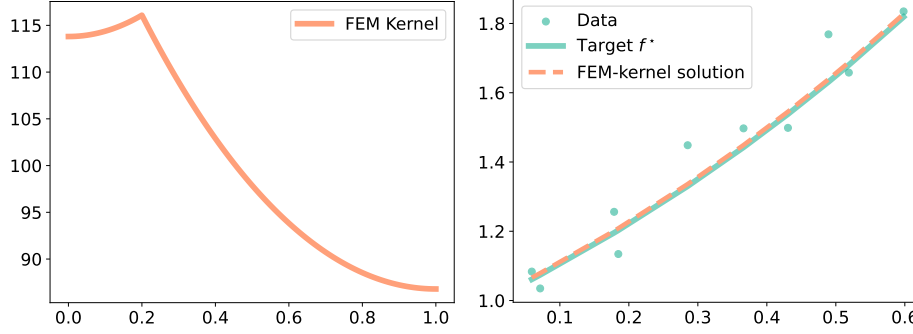 115
110
105
100
95
90
0.0 0.2 0.4 0.6 0.8 1.0
FEM Kernel
1.8
1.6
1.4
1.2
1.0
0.1 0.2 0.3 0.4 0.5 0.6
Data
Target f⋆
FEM-kernel solution